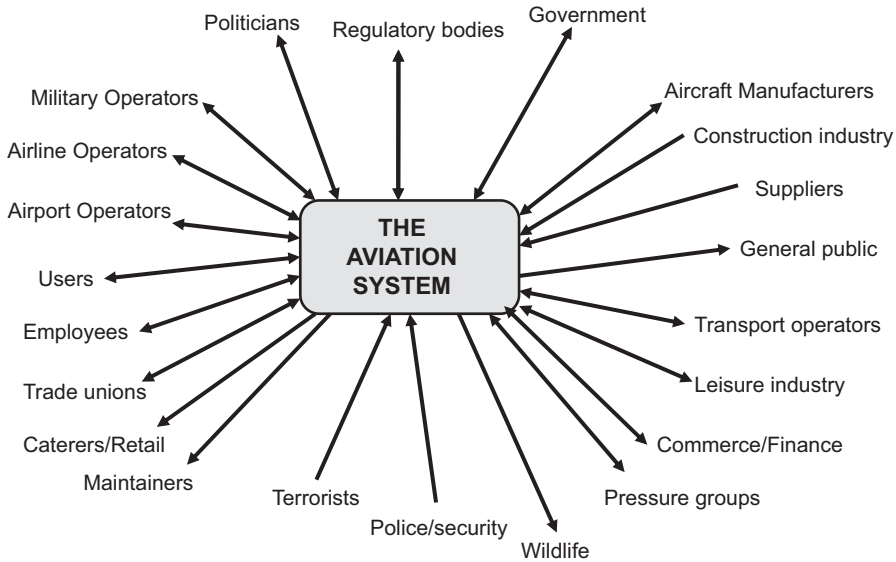 Politicians
Regulatory bodies
Government
Military Operators
Aircraft Manufacturers
Airline Operators
Construction industry
Airport Operators
Suppliers
THE
AVIATION
SYSTEM
General public
Users
Employees
Transport operators
Trade unions
Leisure industry
Caterers/Retail
Commerce/Finance
Maintainers
Terrorists
Pressure groups
Police/security
Wildlife